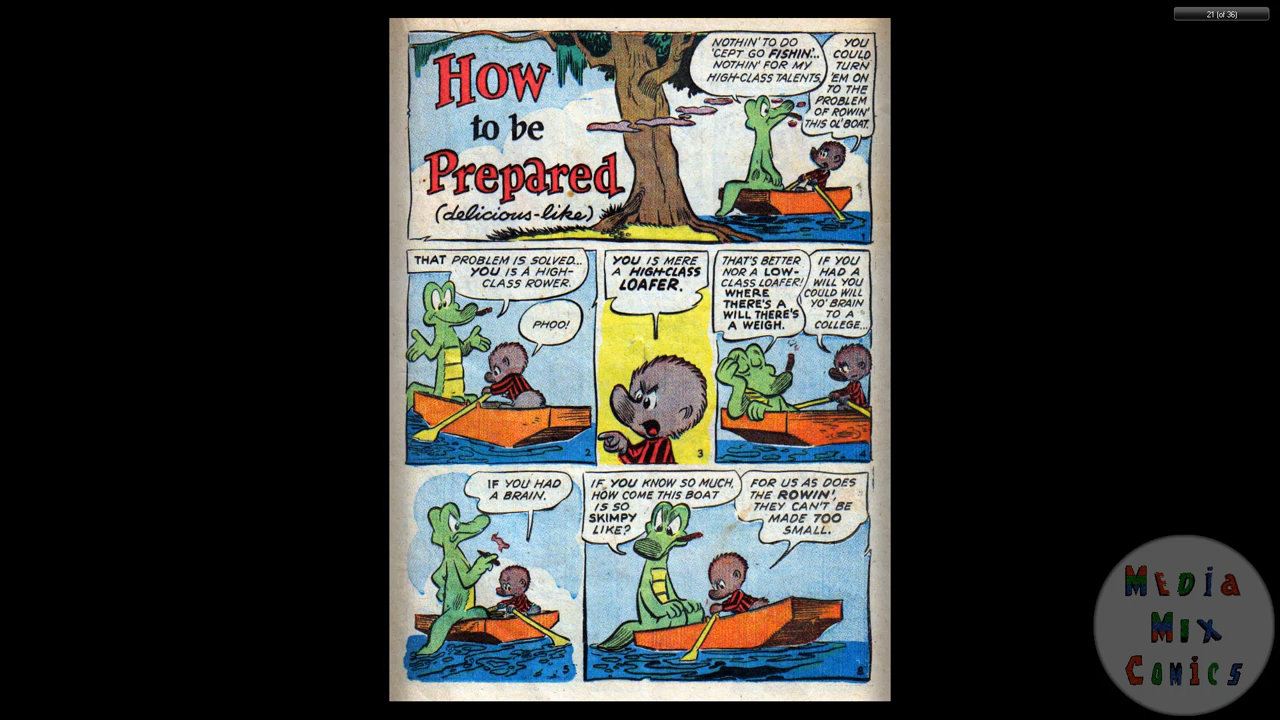 21 (of 36)
HOW
to be
Prepared
(delicious-like)
NOTHIN' TO DO
'CEPT GO FISHIN'...
NOTHIN' FOR MY
HIGH-CLASS TALENTS.
YOU
COULD
TURN
'EM ON
TO THE
PROBLEM
OF ROWIN'
THIS OL' BOAT.
THAT PROBLEM IS SOLVED...
YOU IS A HIGH-
CLASS ROWER.
PHOO!
2
YOU IS MERE
A HIGH-CLASS
LOAFER.
3
THAT'S BETTER
NOR A LOW-
CLASS LOAFER!
WHERE
THERE'S A
WILL THERE'S
A WEIGH.
IF YOU
HAD A
WILL YOU
COULD WILL
YO' BRAIN
TO A
COLLEGE...
4
IF YOU HAD
A BRAIN.
5
IF YOU KNOW SO MUCH,
HOW COME THIS BOAT
IS SO
SKIMPY
LIKE?
FOR US AS DOES
THE ROWIN',
THEY CAN'T BE
MADE TOO
SMALL.
MEDIA
MIX
COMICS